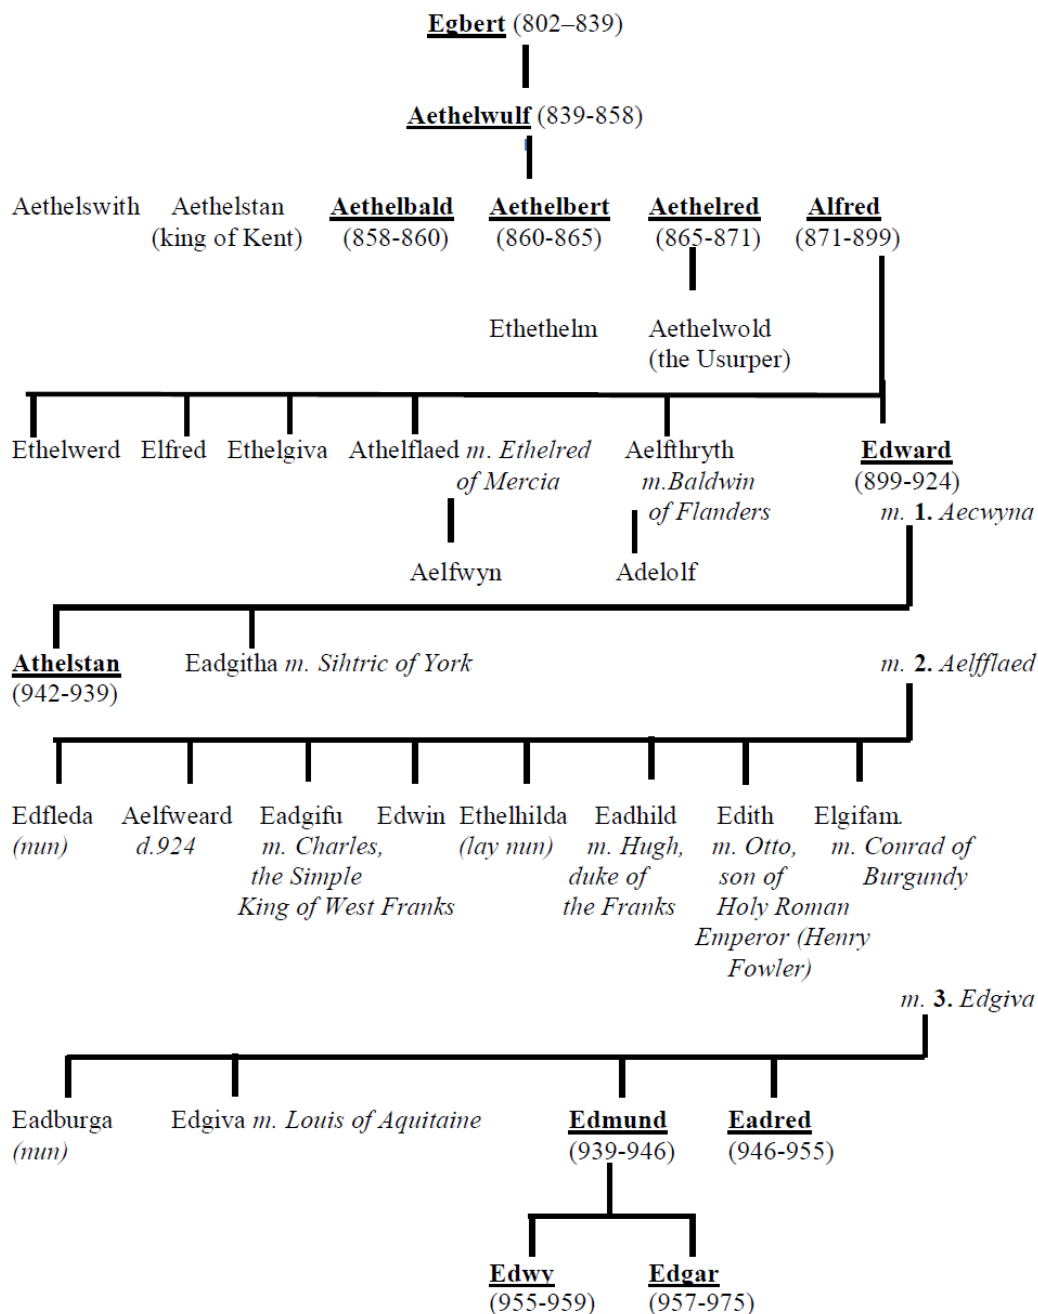 Egbert (802–839)
Aethelwulf (839-858)
Aethelswith Aethelstan Aethelbald Aethelbert Aethelred Alfred
(king of Kent) (858-860) (860-865) (865-871) (871-899)
Ethethelm Aethelwold
(the Usurper)
Ethelwerd Elfred Ethelgiva Athelflaed m. Ethelred Aelfthryth Edward
of Mercia m.Baldwin (899-924)
of Flanders m. 1. Aecwyna
Aelfwyn Adelolf
Athelstan Eadgitha m. Sihtric of York m. 2. Aelfflaed
(942-939)
Edfleda Aelfweard Eadgifu Edwin Ethelhilda Eadhild Edith Elgifam.
(nun) d.924 m. Charles, (lay nun) m. Hugh, m. Otto, m. Conrad of
the Simple duke of son of Burgundy
King of West Franks the Franks Holy Roman
Emperor (Henry
Fowler)
m. 3. Edgiva
Eadburga Edgiva m. Louis of Aquitaine Edmund Eadred
(nun) (939-946) (946-955)
Edwy Edgar
(955-959) (957-975)